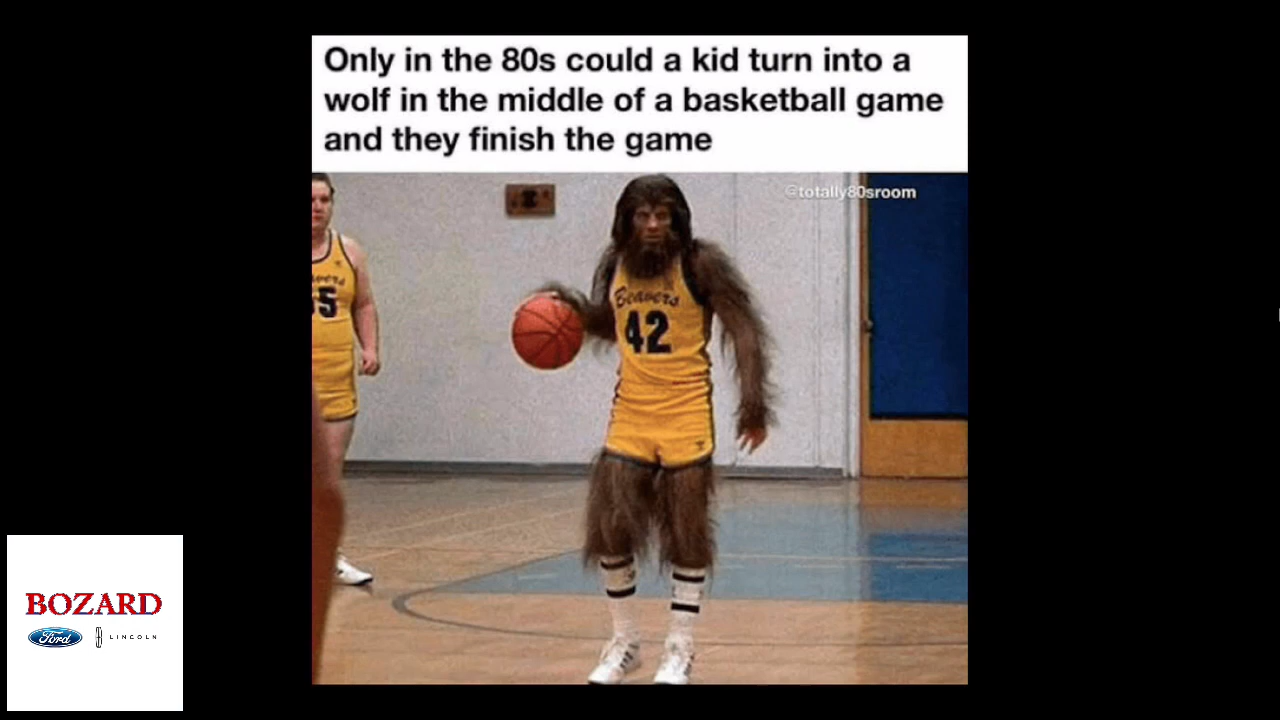 Only in the 80s could a kid turn into a
wolf in the middle of a basketball game
and they finish the game
@totally80sroom
Beavers
42
5
BOZARD
Ford
LINCOLN